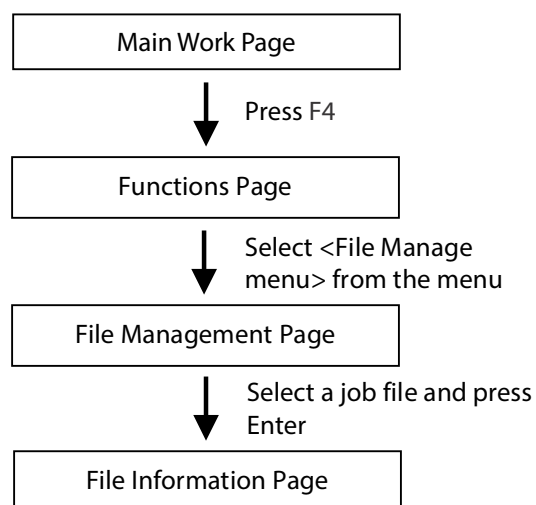 Main Work Page
Press F4
Functions Page
Select <File Manage
menu> from the menu
File Management Page
Select a job file and press
Enter
File Information Page